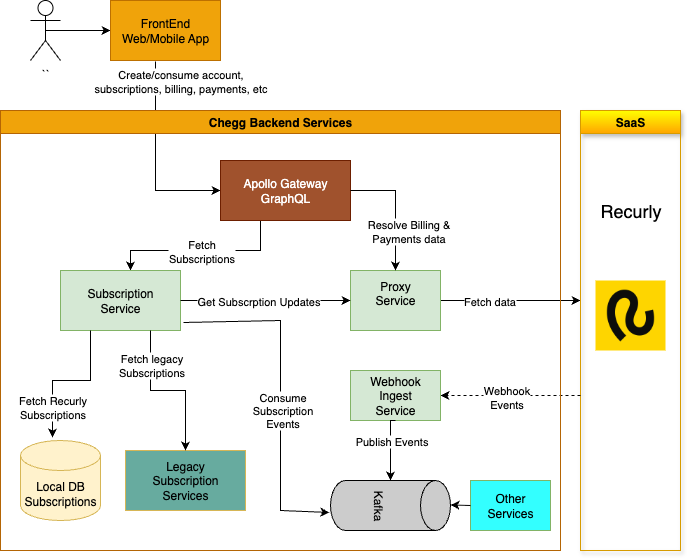 FrontEnd
Web/Mobile App
``
Create/consume account,
subscriptions, billing, payments, etc
Chegg Backend Services
SaaS
Apollo Gateway
GraphQL
Recurly
Resolve Billing &
Payments data
Fetch
Subscriptions
Subscription
Service
Get Subscrption Updates
Proxy
Service
Fetch data
Fetch legacy
Subscriptions
Webhook
Ingest
Service
Webhook
Events
Fetch Recurly
Subscriptions
Consume
Subscription
Events
Publish Events
Local DB
Subscriptions
Legacy
Subscription
Services
Kafka
Other
Services